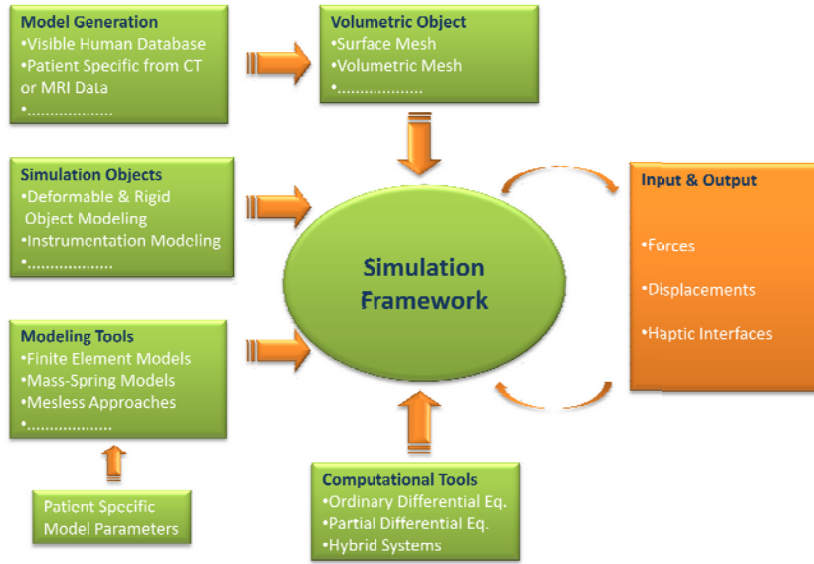 Model Generation
•Visible Human Database
•Patient Specific from CT
or MRI Data
•...................
Volumetric Object
•Surface Mesh
•Volumetric Mesh
•...................
Simulation Objects
•Deformable & Rigid
Object Modeling
•Instrumentation Modeling
•...................
Simulation
Framework
Input & Output
•Forces
•Displacements
•Haptic Interfaces
Modeling Tools
•Finite Element Models
•Mass-Spring Models
•Mesless Approaches
•...................
Patient Specific
Model Parameters
Computational Tools
•Ordinary Differential Eq.
•Partial Differential Eq.
•Hybrid Systems